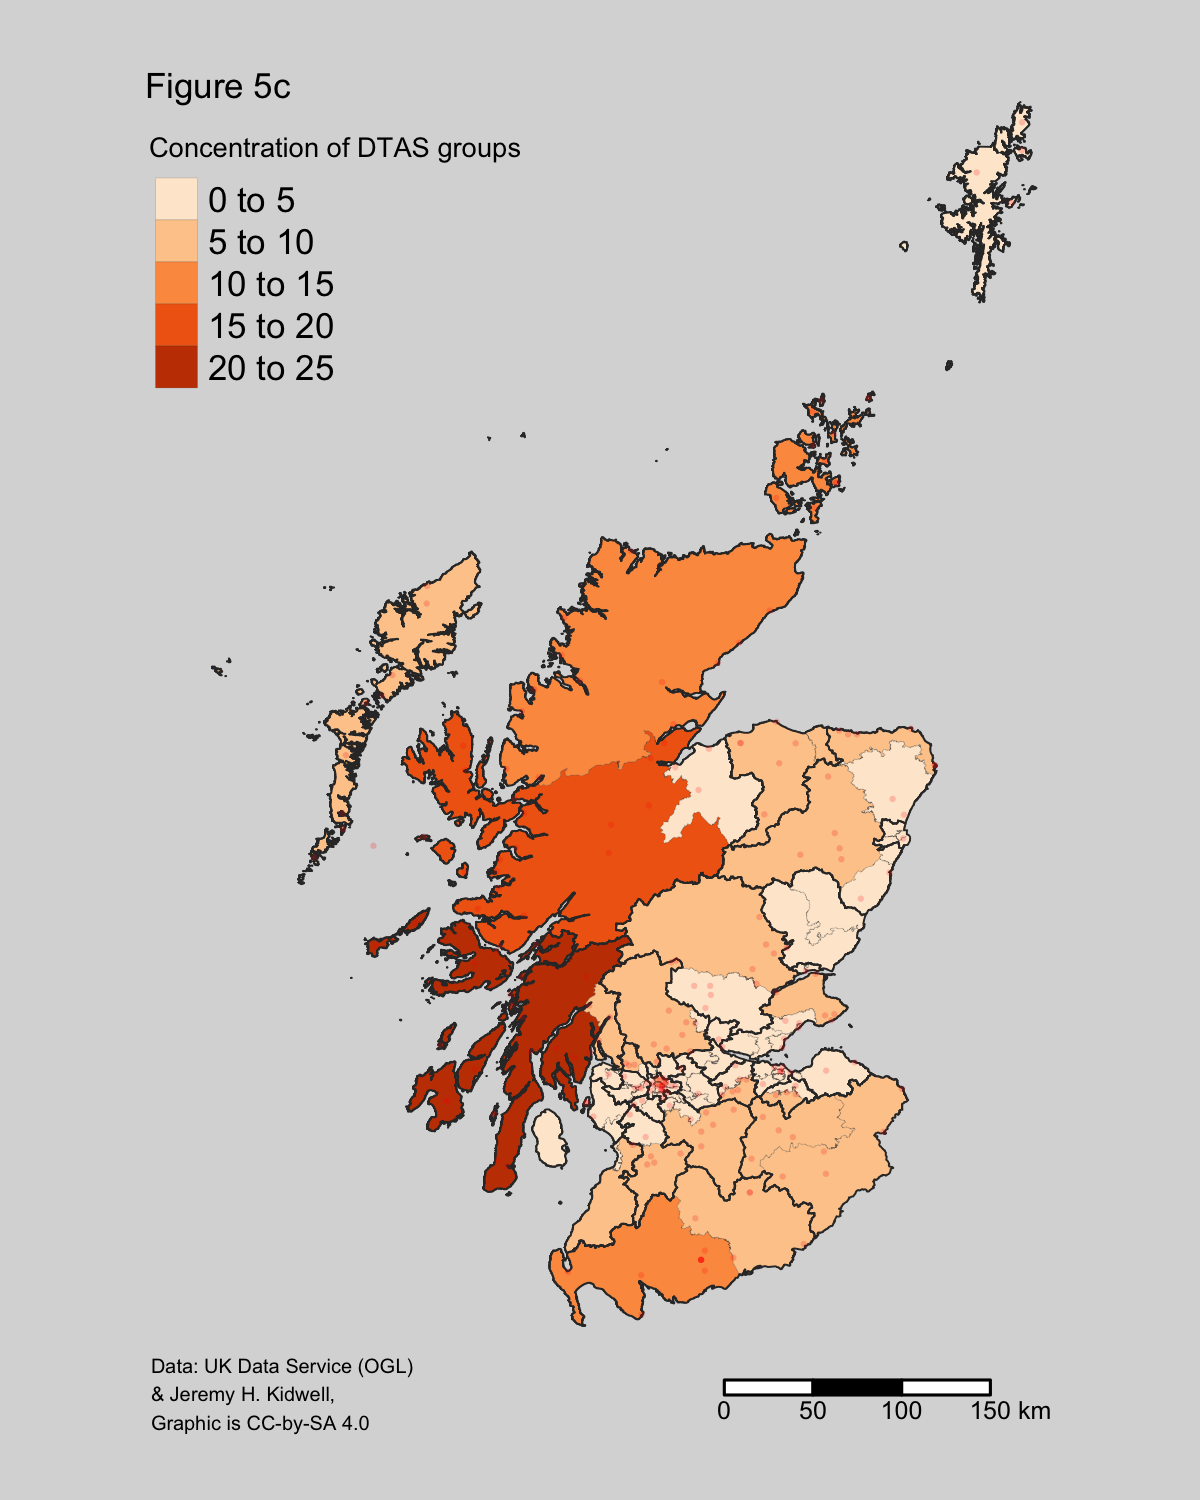 Figure 5c
Concentration of DTAS groups
0 to 5
5 to 10
10 to 15
15 to 20
20 to 25
Data: UK Data Service (OGL)
& Jeremy H. Kidwell,
Graphic is CC-by-SA 4.0
0 50 100 150 km